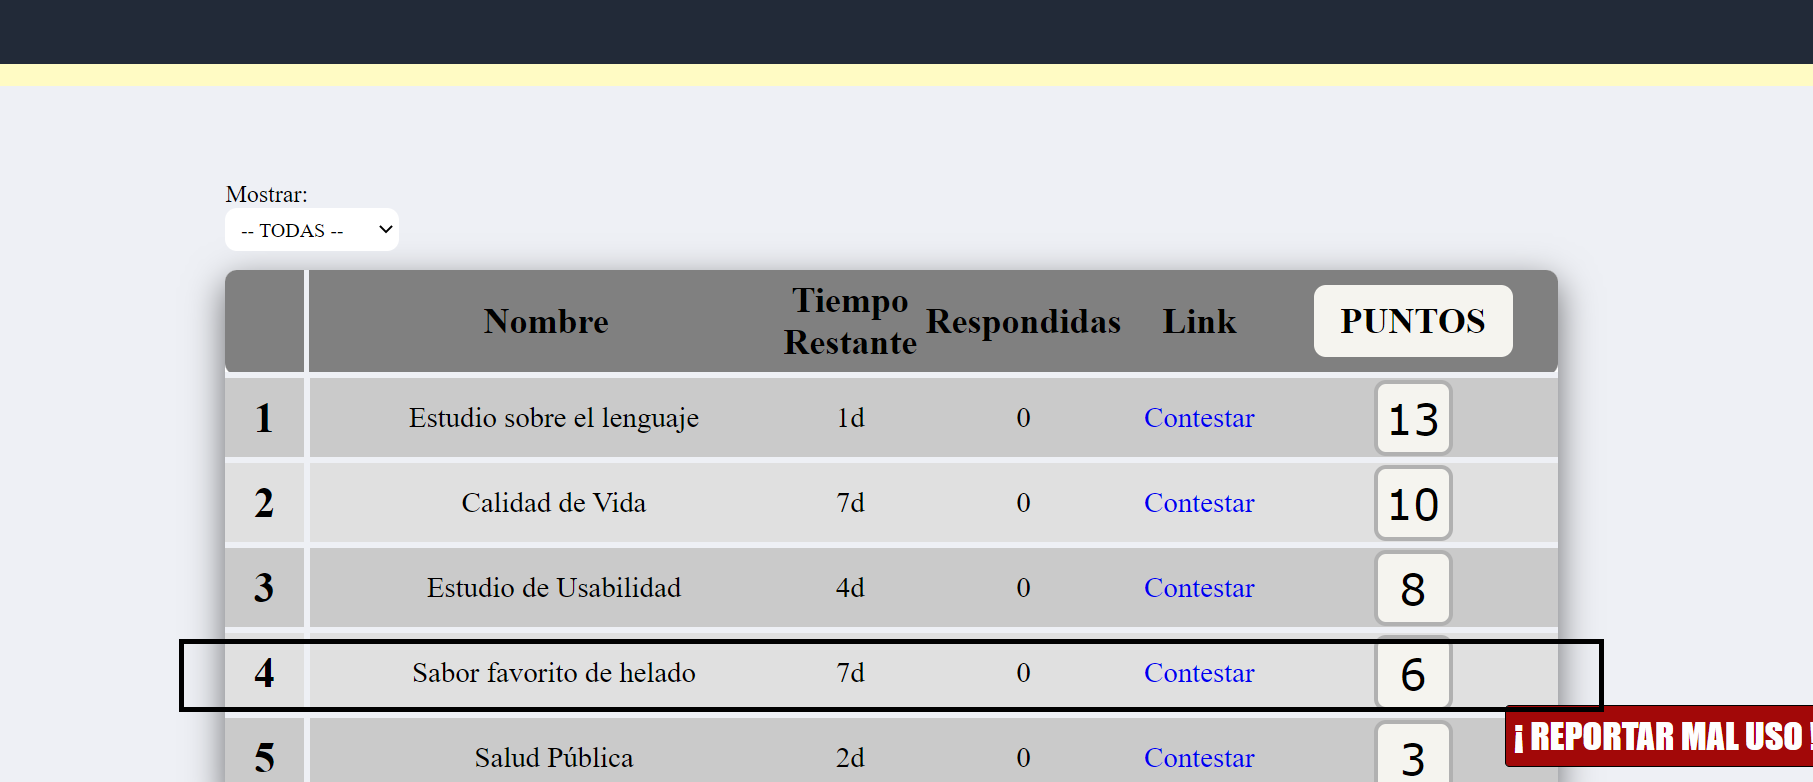 Mostrar:
-- TODAS --
Nombre Tiempo Restante Respondidas Link PUNTOS
1 Estudio sobre el lenguaje 1d 0 Contestar 13
2 Calidad de Vida 7d 0 Contestar 10
3 Estudio de Usabilidad 4d 0 Contestar 8
4 Sabor favorito de helado 7d 0 Contestar 6
5 Salud Pública 2d 0 Contestar 3
¡ REPORTAR MAL USO !